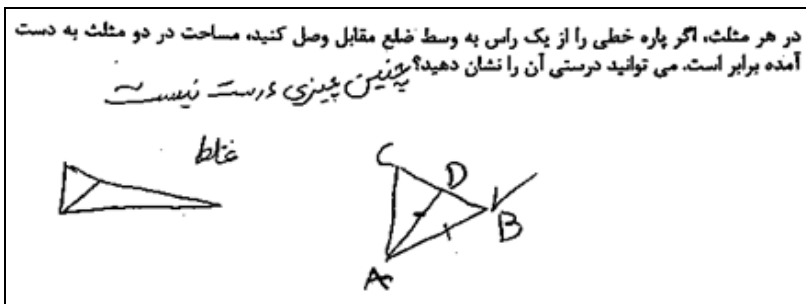 در هر مثلث، اگر پاره خطی را از یک راس به وسط ضلع مقابل وصل کنید، مساحت در دو مثلث به دست
آمده برابر است. می توانید درستی آن را نشان دهید؟
چنین چیزی درست نیست
غلط
C
D
B
A